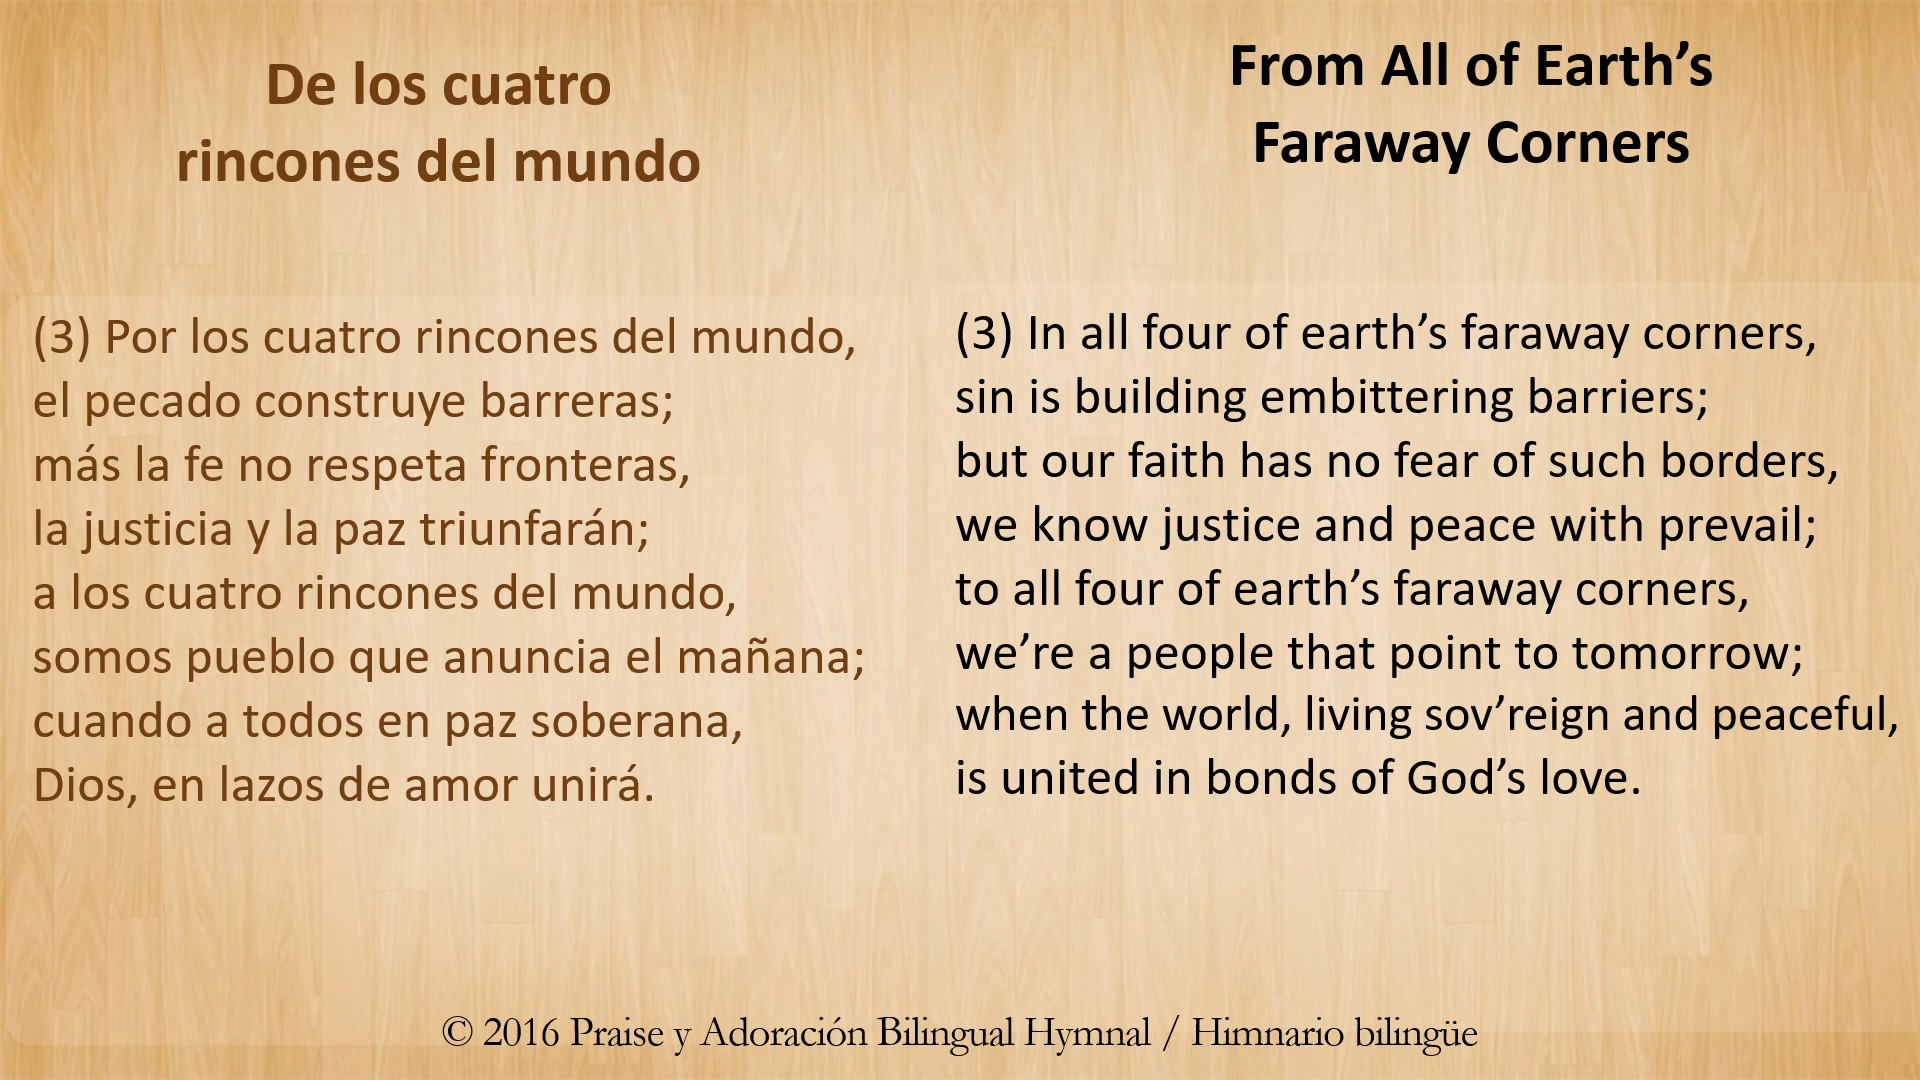 De los cuatro
rincones del mundo
(3) Por los cuatro rincones del mundo,
el pecado construye barreras;
más la fe no respeta fronteras,
la justicia y la paz triunfarán;
a los cuatro rincones del mundo,
somos pueblo que anuncia el mañana;
cuando a todos en paz soberana,
Dios, en lazos de amor unirá.
From All of Earth’s
Faraway Corners
(3) In all four of earth’s faraway corners,
sin is building embittering barriers;
but our faith has no fear of such borders,
we know justice and peace with prevail;
to all four of earth’s faraway corners,
we’re a people that point to tomorrow;
when the world, living sov’reign and peaceful,
is united in bonds of God’s love.
© 2016 Praise y Adoración Bilingual Hymnal / Himnario bilingüe